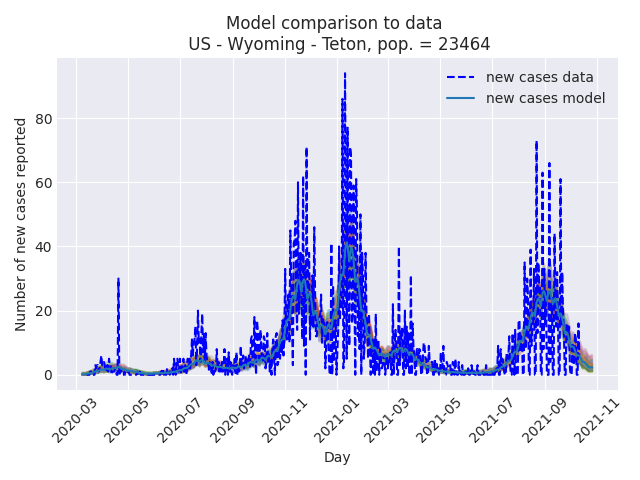 Model comparison to data
US - Wyoming - Teton, pop. = 23464
new cases data
new cases model
Number of new cases reported
80
60
40
20
0
2020-03
2020-05
2020-07
2020-09
2020-11
2021-01
2021-03
2021-05
2021-07
2021-09
2021-11
Day